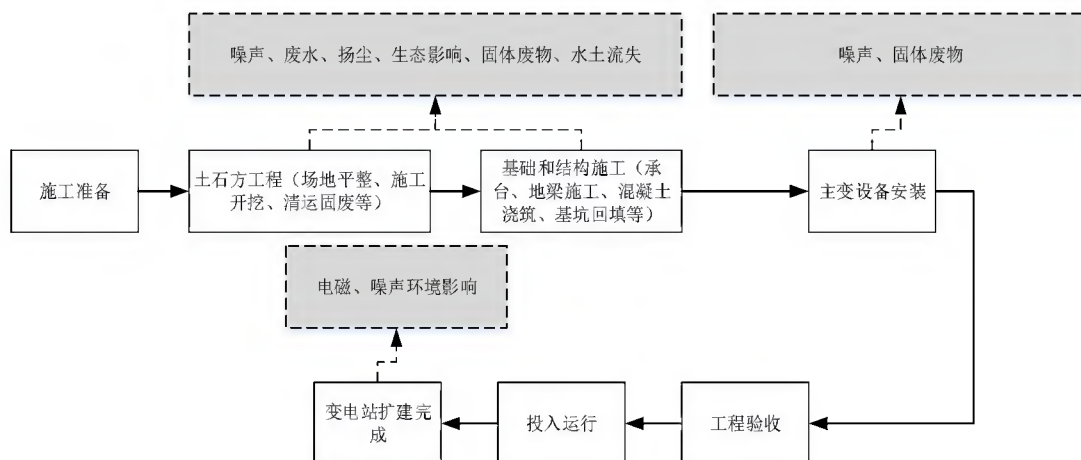 噪声、废水、扬尘、生态影响、固体废物、水土流失
噪声、固体废物
施工准备
土石方工程（场地平整、施工
开挖、清运固废等）
基础和结构施工（承
台、地梁施工、混凝土
浇筑、基坑回填等）
主变设备安装
电磁、噪声环境影响
变电站扩建完
成
投入运行
工程验收